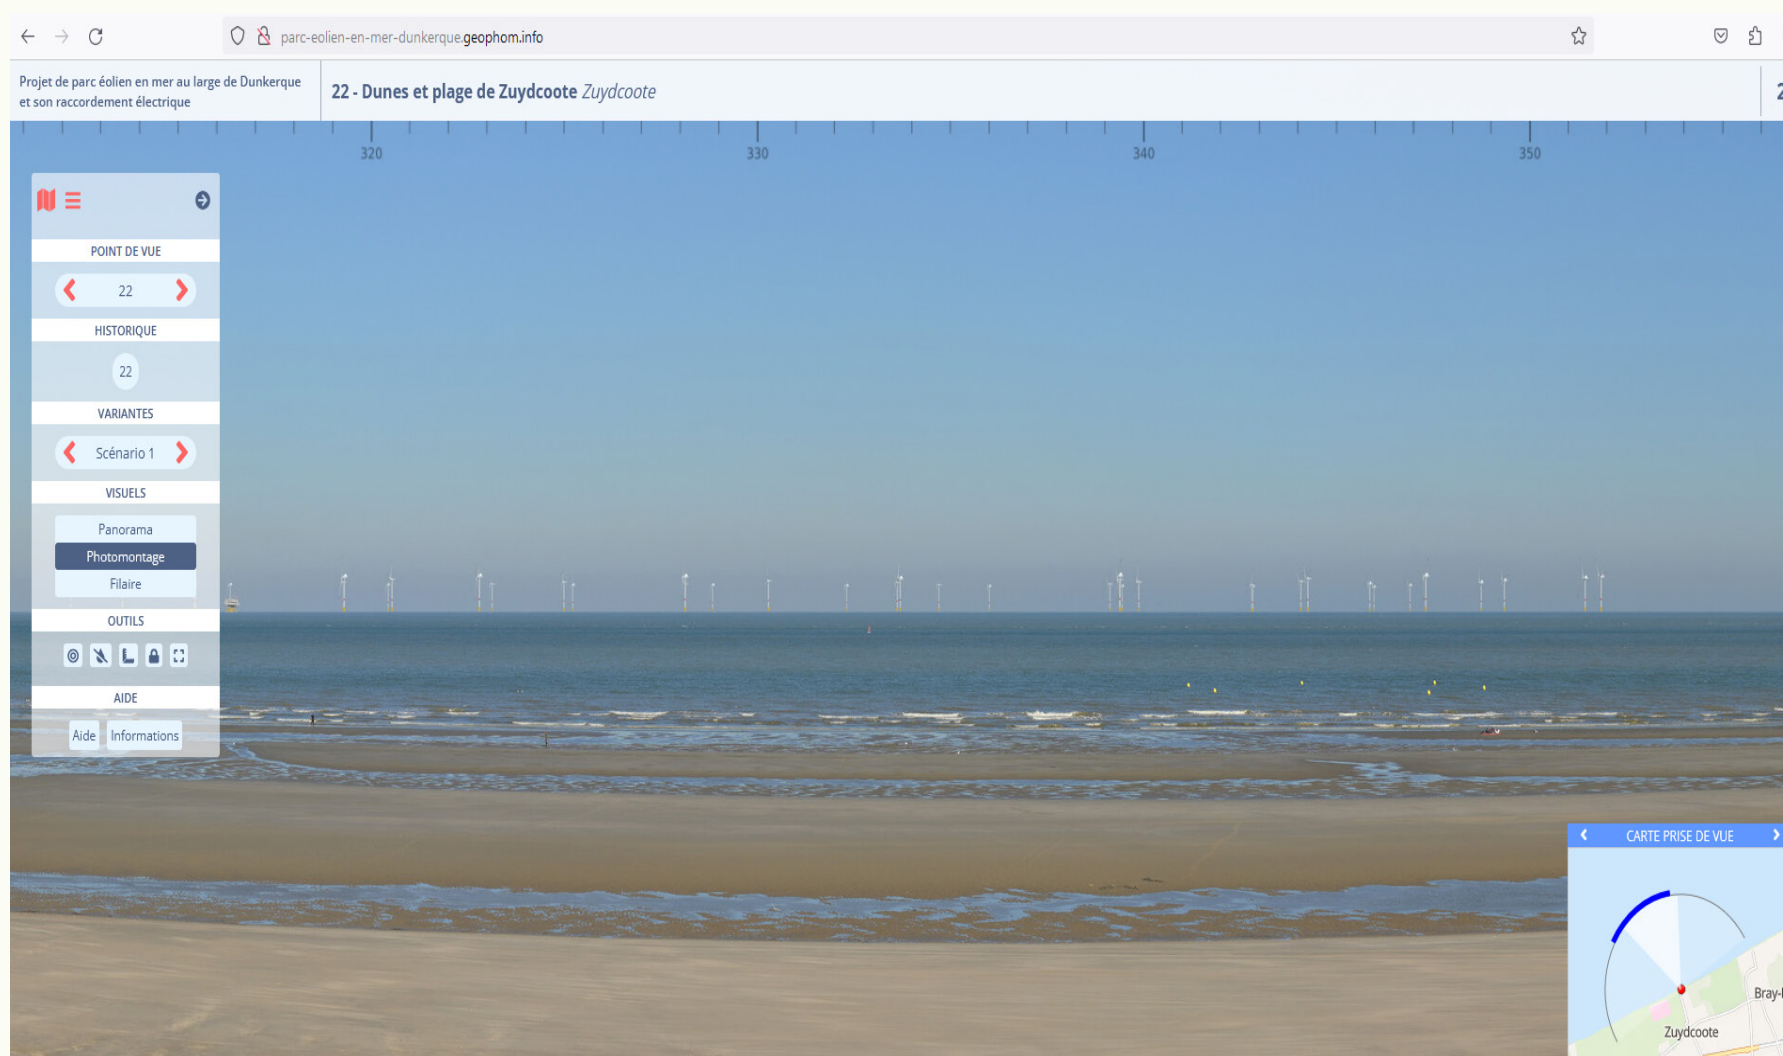 parc-eolien-en-mer-dunkerque.geophom.info
Projet de parc éolien en mer au large de Dunkerque
et son raccordement électrique
22 - Dunes et plage de Zuydcoote Zuydcoote
2
320 330 340 350
POINT DE VUE
22
HISTORIQUE
22
VARIANTES
Scénario 1
VISUELS
Panorama
Photomontage
Filaire
OUTILS
AIDE
Aide Informations
CARTE PRISE DE VUE
Bray-
Zuydcoote